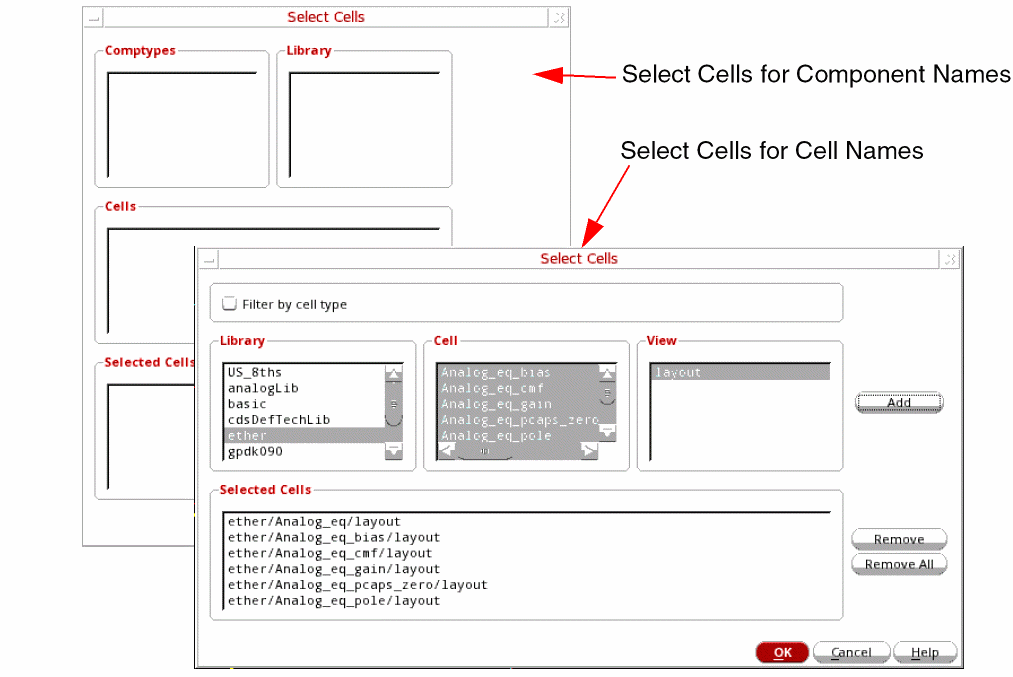 Select Cells
Comptypes
Library
Select Cells for Component Names
Select Cells for Cell Names
Cells
Selected Cells
Select Cells
Filter by cell type
Library
Cell
View
US_8ths
analogLib
basic
cdsDefTechLib
ether
gpdk090
Analog_eq_bias
Analog_eq_cmf
Analog_eq_gain
Analog_eq_pcaps_zero
Analog_eq_pole
layout
Add
Selected Cells
ether/Analog_eq/layout
ether/Analog_eq_bias/layout
ether/Analog_eq_cmf/layout
ether/Analog_eq_gain/layout
ether/Analog_eq_pcaps_zero/layout
ether/Analog_eq_pole/layout
Remove
Remove All
OK
Cancel
Help